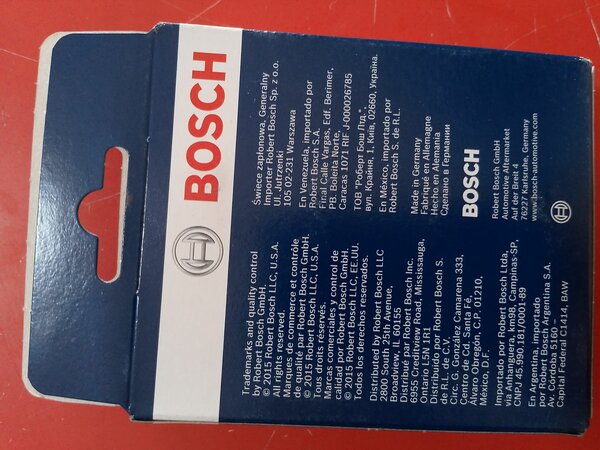 BOSCH
Trademarks and quality control
by Robert Bosch GmbH,
© 2015 Robert Bosch LLC, U.S.A.
All rights reserved.
Marques de commerce et contrôle
de qualité par Robert Bosch GmbH.
© 2015 Robert Bosch LLC, U.S.A.
Tous droits réservés.
Marcas comerciales y control de
calidad por Robert Bosch GmbH.
© 2015 Robert Bosch LLC, EE.UU.
Todos los derechos reservados.
Distributed by Robert Bosch LLC
2800 South 25th Avenue,
Broadview, IL 60155
Distribué par Robert Bosch Inc.
6955 Creditview Road, Mississauga,
Ontario L5N 1R1
Distribuido por Robert Bosch S.
de R.L. de C.V.
Circ. G. González Camarena 333,
Centro de Cd. Santa Fé,
Álvaro Obregón, C.P. 01210,
México, D.F.
Importado por Robert Bosch Ltda,
via Anhanguera, km98, Campinas-SP,
CNPJ 45.990.181/0001-89
En Argentina, importado
por Robert Bosch Argentina S.A.
Av. Córdoba 5160 –
Capital Federal C1414, BAW
Świece zapłonowa, Generalny
Importer Robert Bosch Sp. z o.o.
Ul. Jutrzenki
105 02-231 Warszawa
En Venezuela, importado por
Robert Bosch S.A.
Final Calle Vargas, Edf. Berimer,
PB. Boleita Norte,
Caracas 1071 RIF J-000026785
ТОВ "Роберт Бош Лтд."
вул. Крайня, 1, Київ, 02660, Україна.
En México, importado por
Robert Bosch S. de R.L.
Made in Germany
Fabriqué en Allemagne
Hecho en Alemania
Сделано в Германии
BOSCH
Robert Bosch GmbH
Automotive Aftermarket
Auf der Breit 4
76227 Karlsruhe, Germany
www.bosch-automotive.com